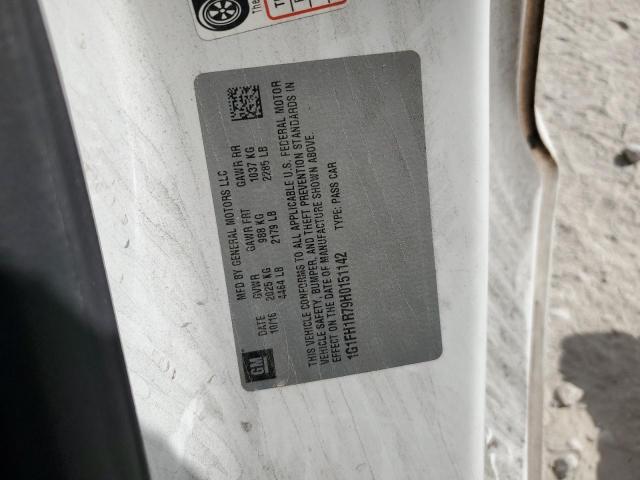 The
GM
MFD BY GENERAL MOTORS LLC
DATE GVWR GAWR FRT GAWR RR
10/16 2025 KG 988 KG 1037 KG
4464 LB 2179 LB 2285 LB
THIS VEHICLE CONFORMS TO ALL APPLICABLE U.S. FEDERAL MOTOR
VEHICLE SAFETY, BUMPER, AND THEFT PREVENTION STANDARDS IN
EFFECT ON THE DATE OF MANUFACTURE SHOWN ABOVE.
TYPE: PASS CAR
1G1FH1R79H0151142